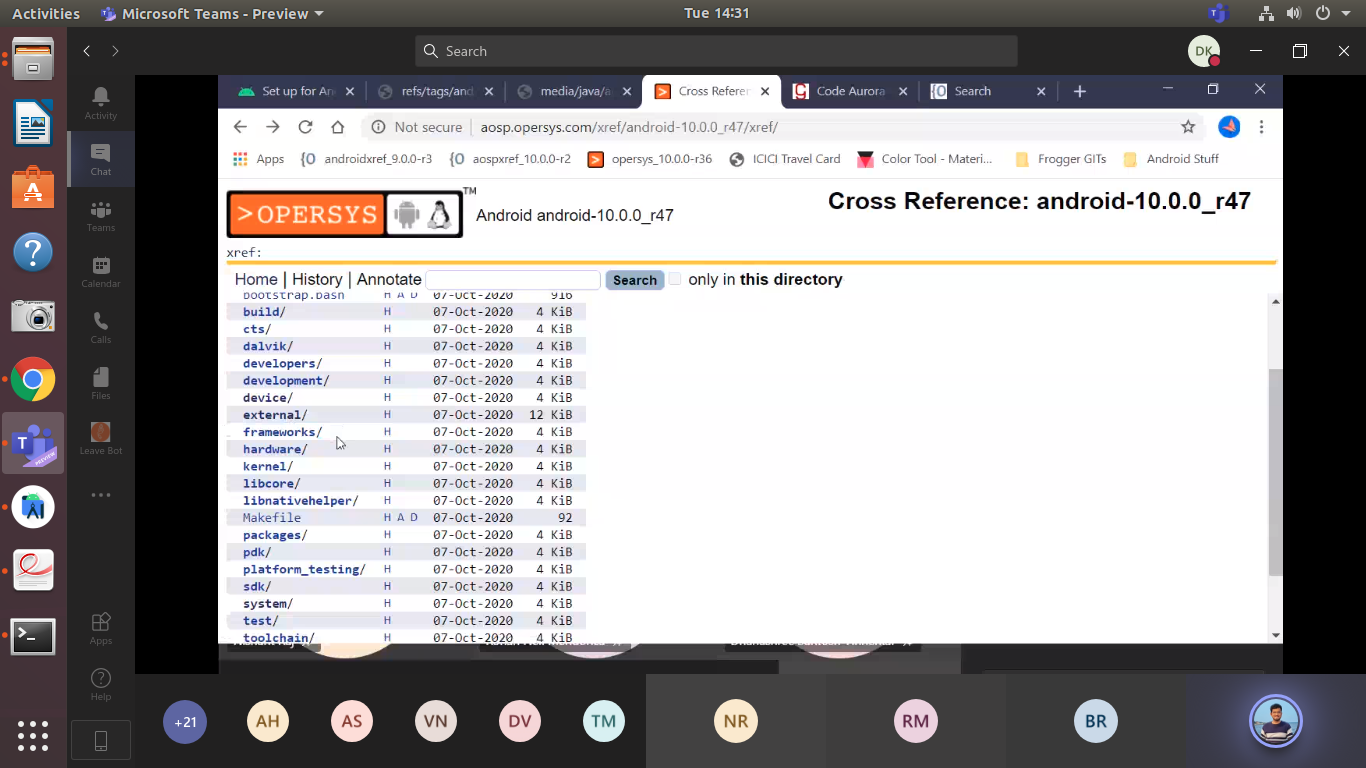 Activities Microsoft Teams - Preview Tue 14:31
Search DK
Activity
Chat
Teams
Calendar
Calls
Files
Leave Bot
Apps
Help
Set up for An refs/tags/and media/java/a Cross Referen Code Aurora Search
Not secure aosp.opersys.com/xref/android-10.0.0_r47/xref/
Apps androidxref_9.0.0-r3 aospxref_10.0.0-r2 opersys_10.0.0-r36 ICICI Travel Card Color Tool - Materi... Frogger GITs Android Stuff
>OPERSYS TM Android android-10.0.0_r47 Cross Reference: android-10.0.0_r47
xref:
Home | History | Annotate Search only in this directory
bootstrap.bash H A D 07-Oct-2020 916
build/ H 07-Oct-2020 4 KiB
cts/ H 07-Oct-2020 4 KiB
dalvik/ H 07-Oct-2020 4 KiB
developers/ H 07-Oct-2020 4 KiB
development/ H 07-Oct-2020 4 KiB
device/ H 07-Oct-2020 4 KiB
external/ H 07-Oct-2020 12 KiB
frameworks/ H 07-Oct-2020 4 KiB
hardware/ H 07-Oct-2020 4 KiB
kernel/ H 07-Oct-2020 4 KiB
libcore/ H 07-Oct-2020 4 KiB
libnativehelper/ H 07-Oct-2020 4 KiB
Makefile H A D 07-Oct-2020 92
packages/ H 07-Oct-2020 4 KiB
pdk/ H 07-Oct-2020 4 KiB
platform_testing/ H 07-Oct-2020 4 KiB
sdk/ H 07-Oct-2020 4 KiB
system/ H 07-Oct-2020 4 KiB
test/ H 07-Oct-2020 4 KiB
toolchain/ H 07-Oct-2020 4 KiB
+21 AH AS VN DV TM NR RM BR